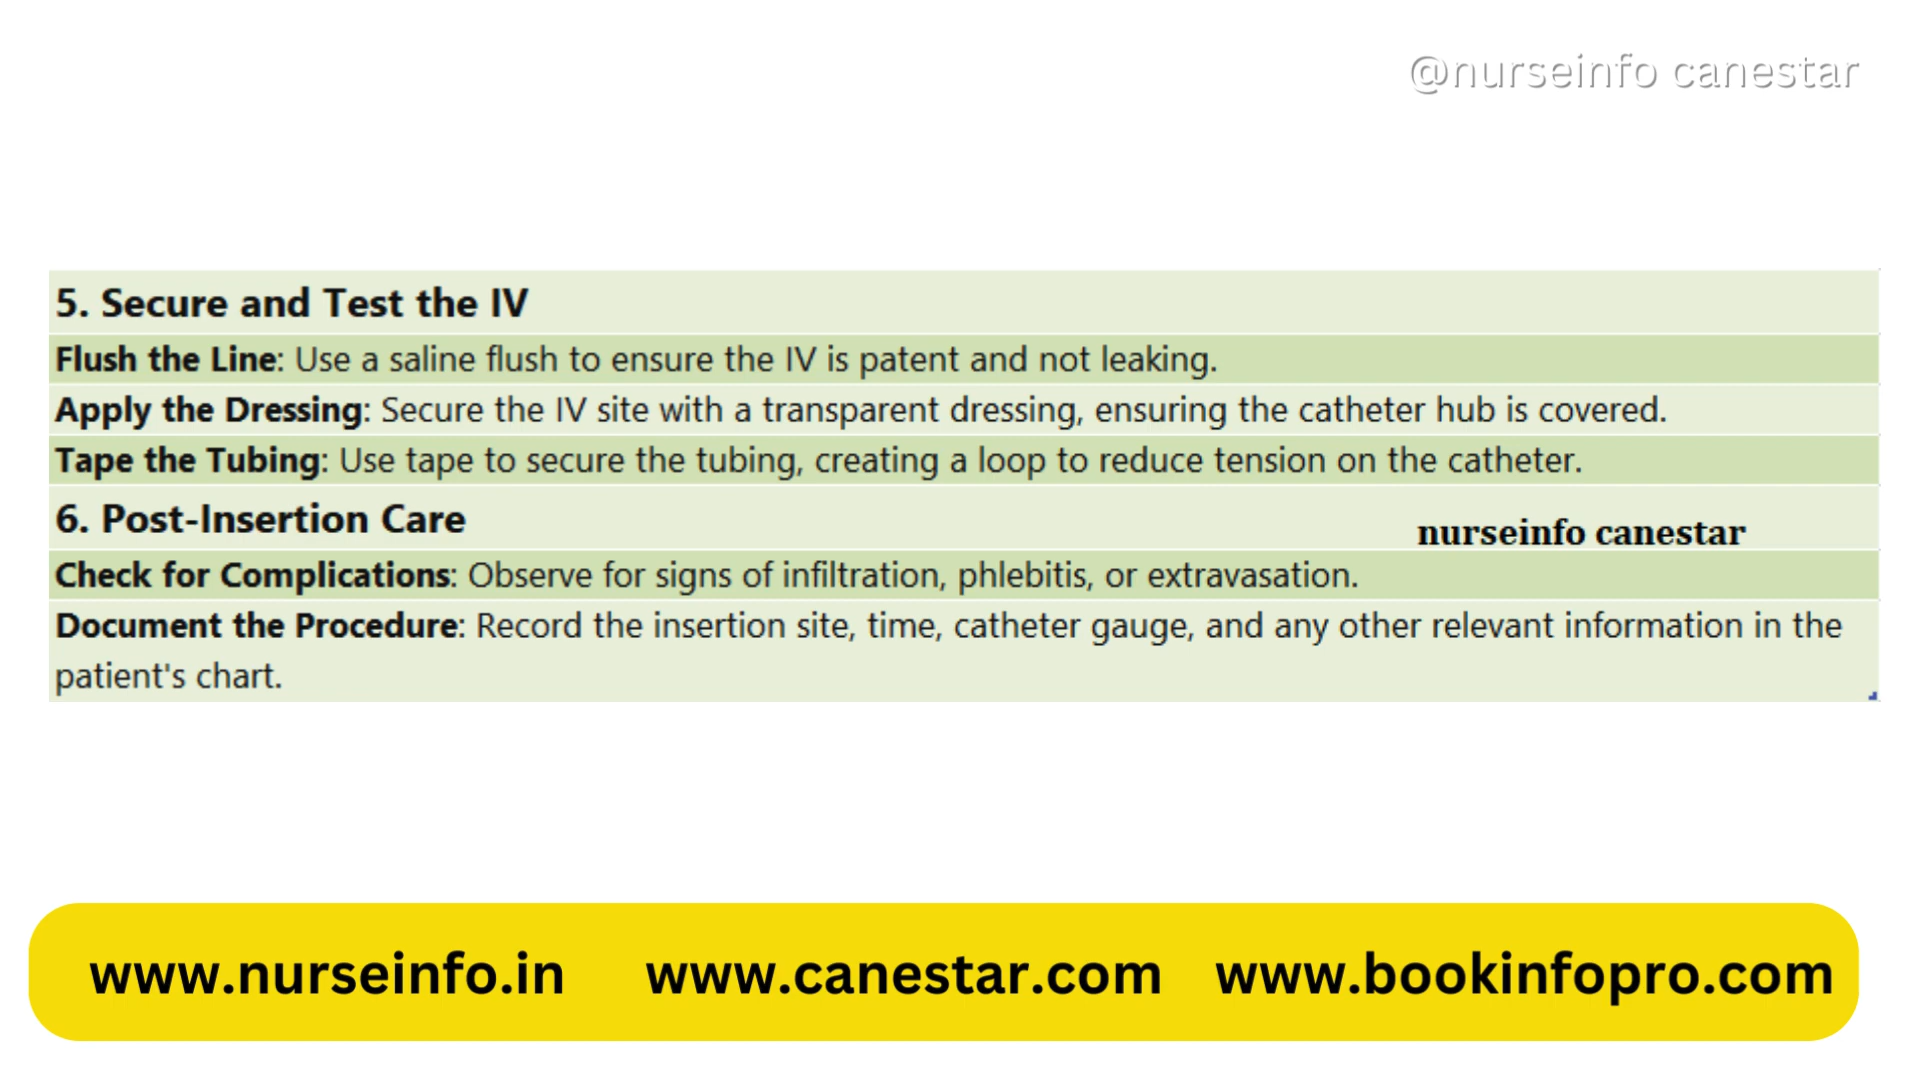 @nurseinfo canestar
5. Secure and Test the IV
Flush the Line: Use a saline flush to ensure the IV is patent and not leaking.
Apply the Dressing: Secure the IV site with a transparent dressing, ensuring the catheter hub is covered.
Tape the Tubing: Use tape to secure the tubing, creating a loop to reduce tension on the catheter.
6. Post-Insertion Care
nurseinfo canestar
Check for Complications: Observe for signs of infiltration, phlebitis, or extravasation.
Document the Procedure: Record the insertion site, time, catheter gauge, and any other relevant information in the
patient's chart.
www.nurseinfo.in www.canestar.com www.bookinfopro.com